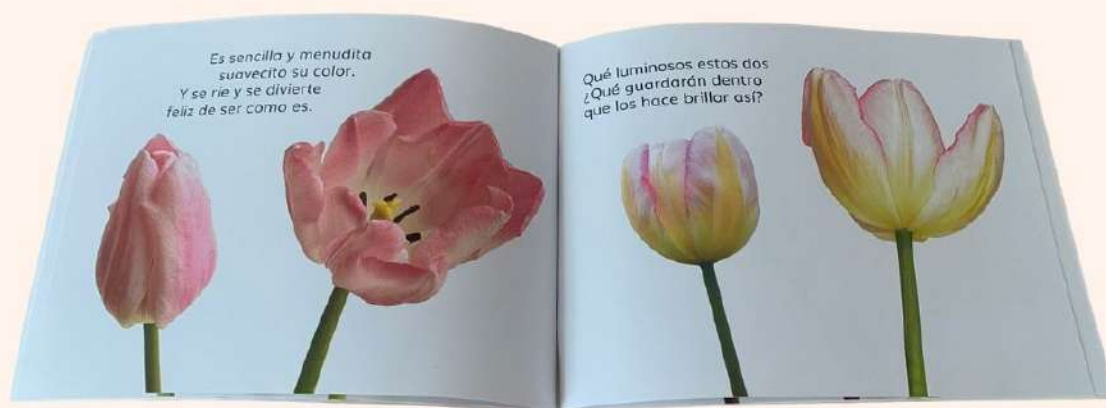 Es sencilla y menudita
suavecito su color.
Y se ríe y se divierte
feliz de ser como es.
Qué luminosos estos dos
¿Qué guardarán dentro
que los hace brillar así?